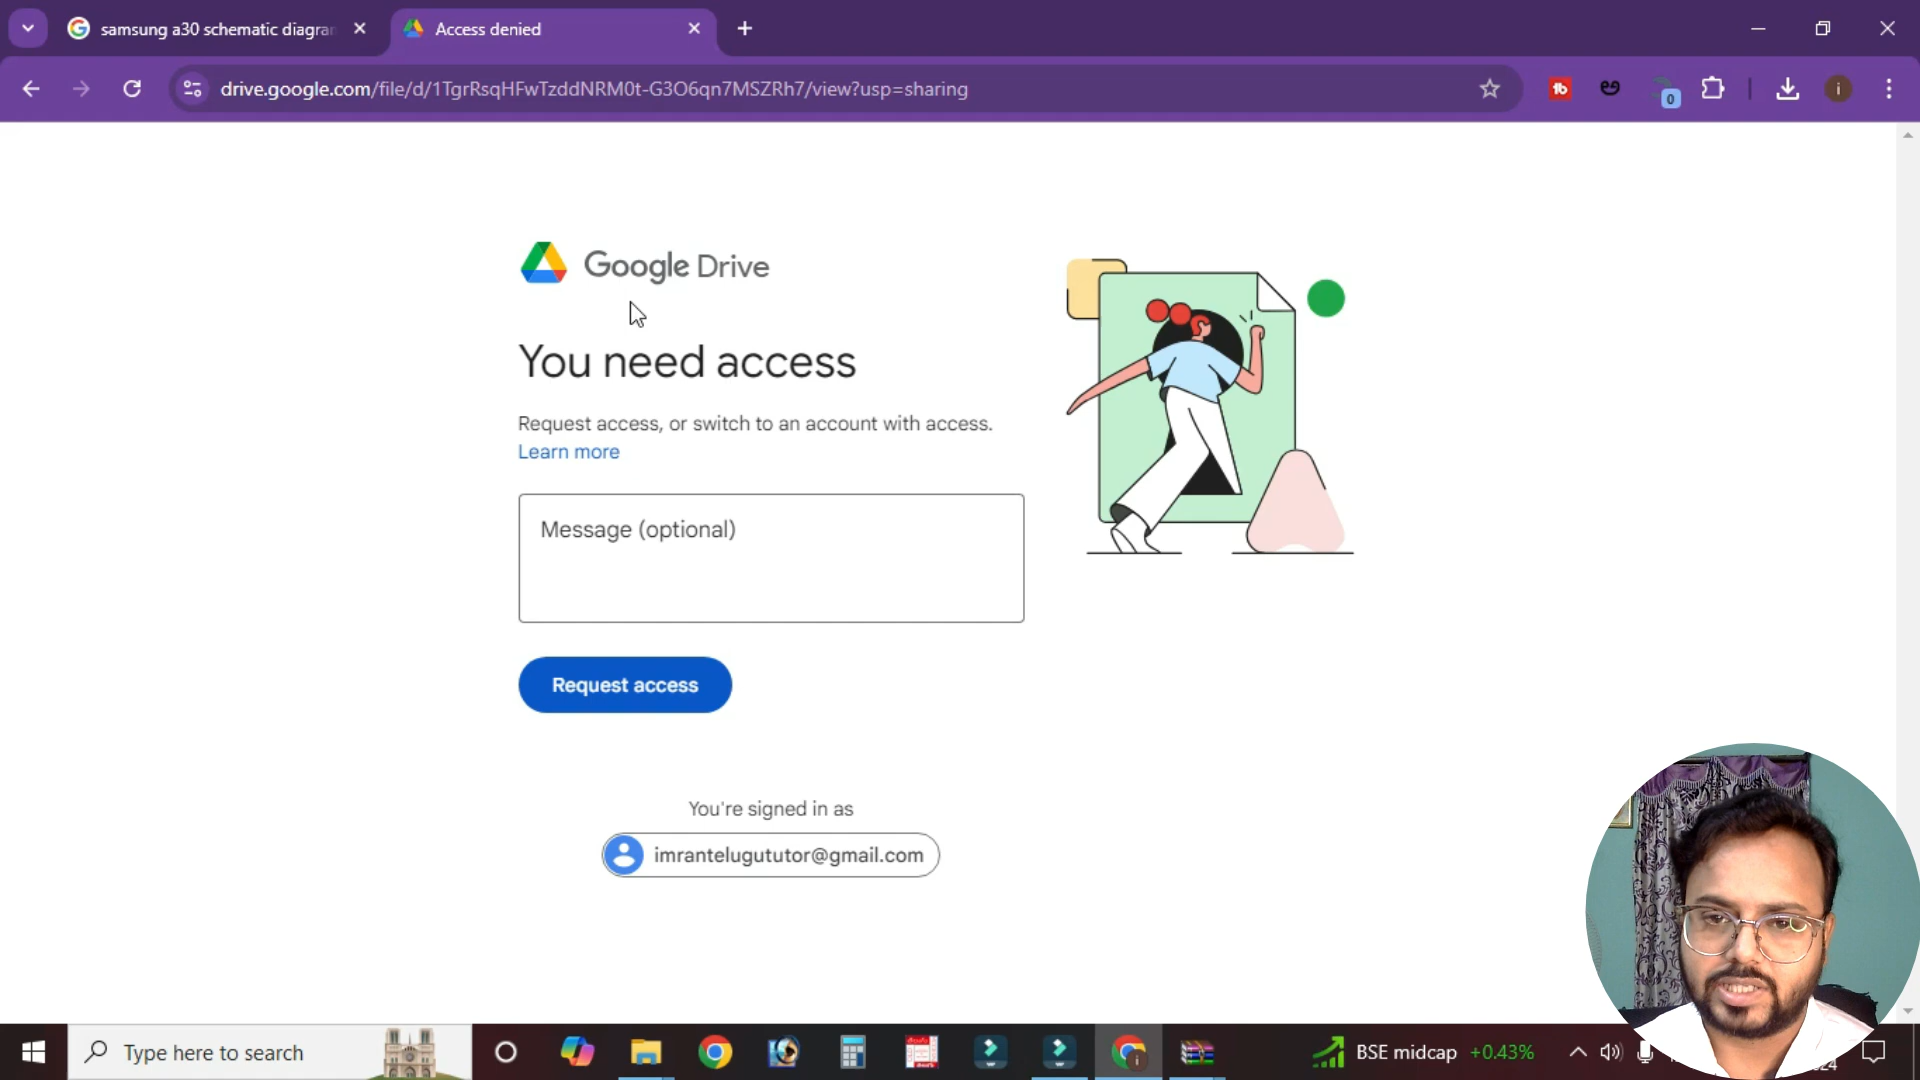 samsung a30 schematic diagra
Access denied
drive.google.com/file/d/1TgrRsqHFwTzddNRM0t-G3O6qn7MSZRh7/view?usp=sharing
0
i
Google Drive
You need access
Request access, or switch to an account with access.
Learn more
Message (optional)
Request access
You're signed in as
imrantelugututor@gmail.com
Type here to search
BSE midcap +0.43%